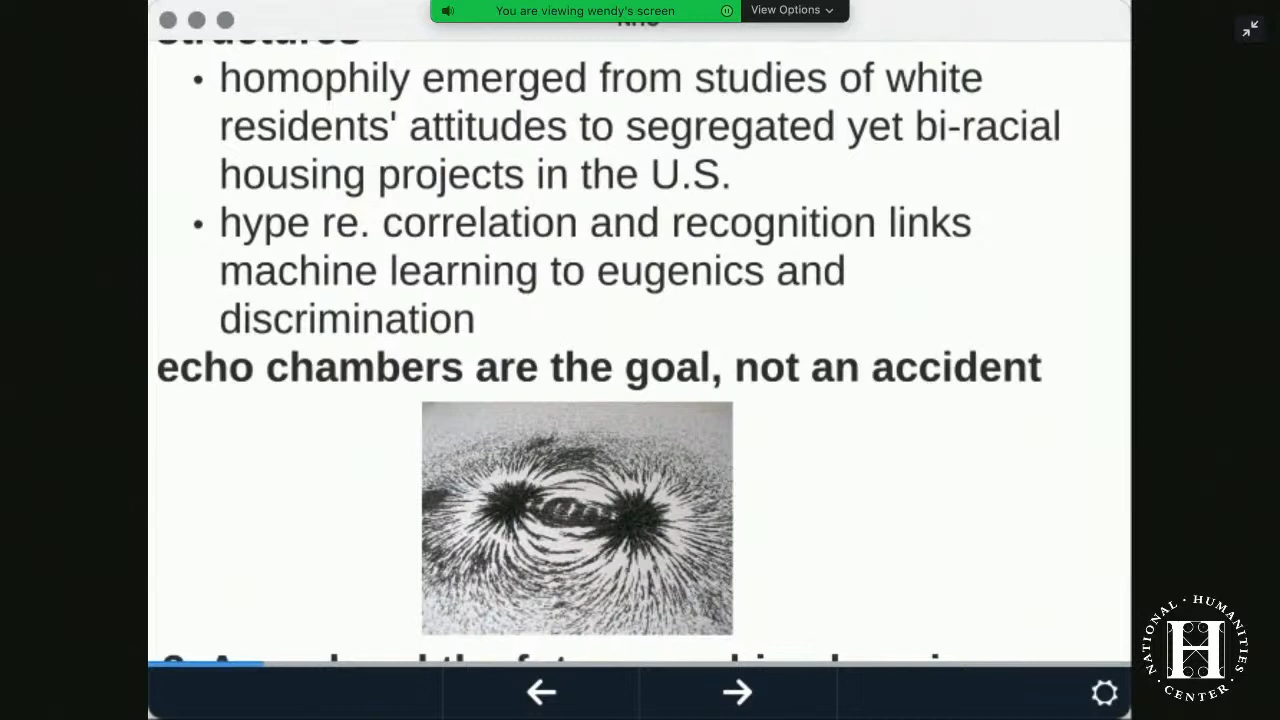 You are viewing wendy's screen
View Options
NHC
structures
• homophily emerged from studies of white
residents' attitudes to segregated yet bi-racial
housing projects in the U.S.
• hype re. correlation and recognition links
machine learning to eugenics and
discrimination
echo chambers are the goal, not an accident
NATIONAL · HUMANITIES
H
CENTER